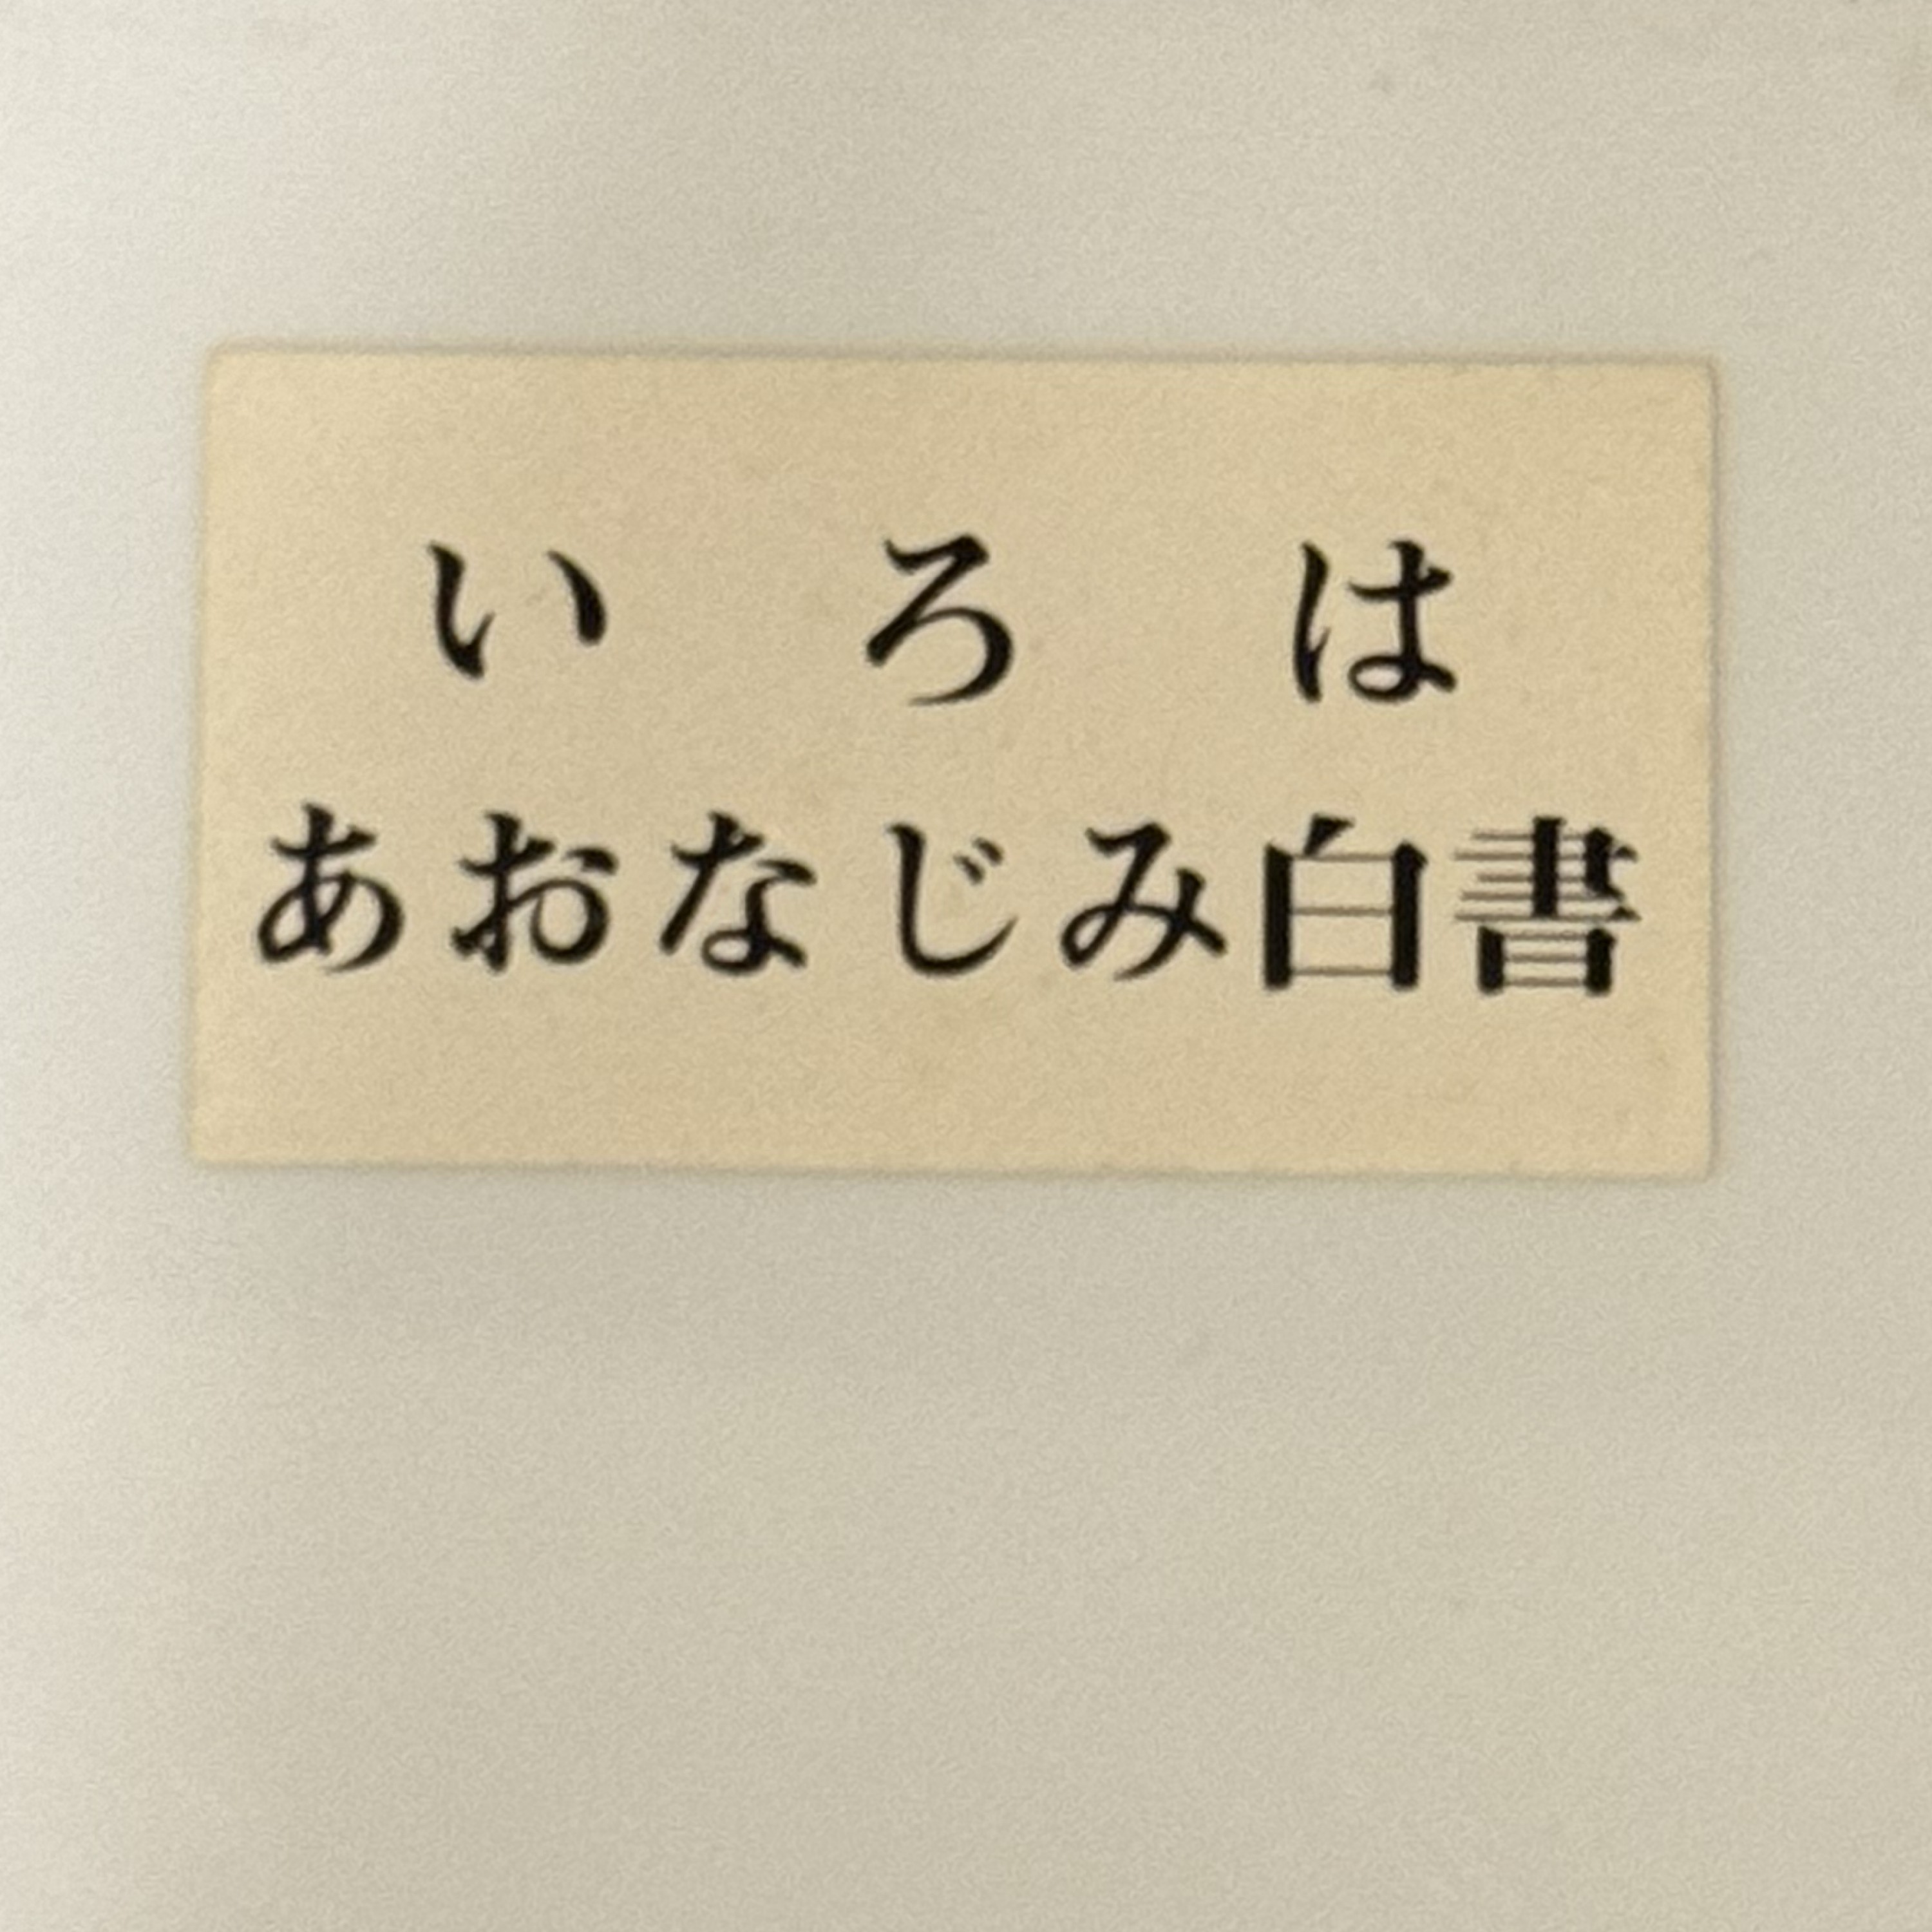 い ろ は
あおなじみ白書